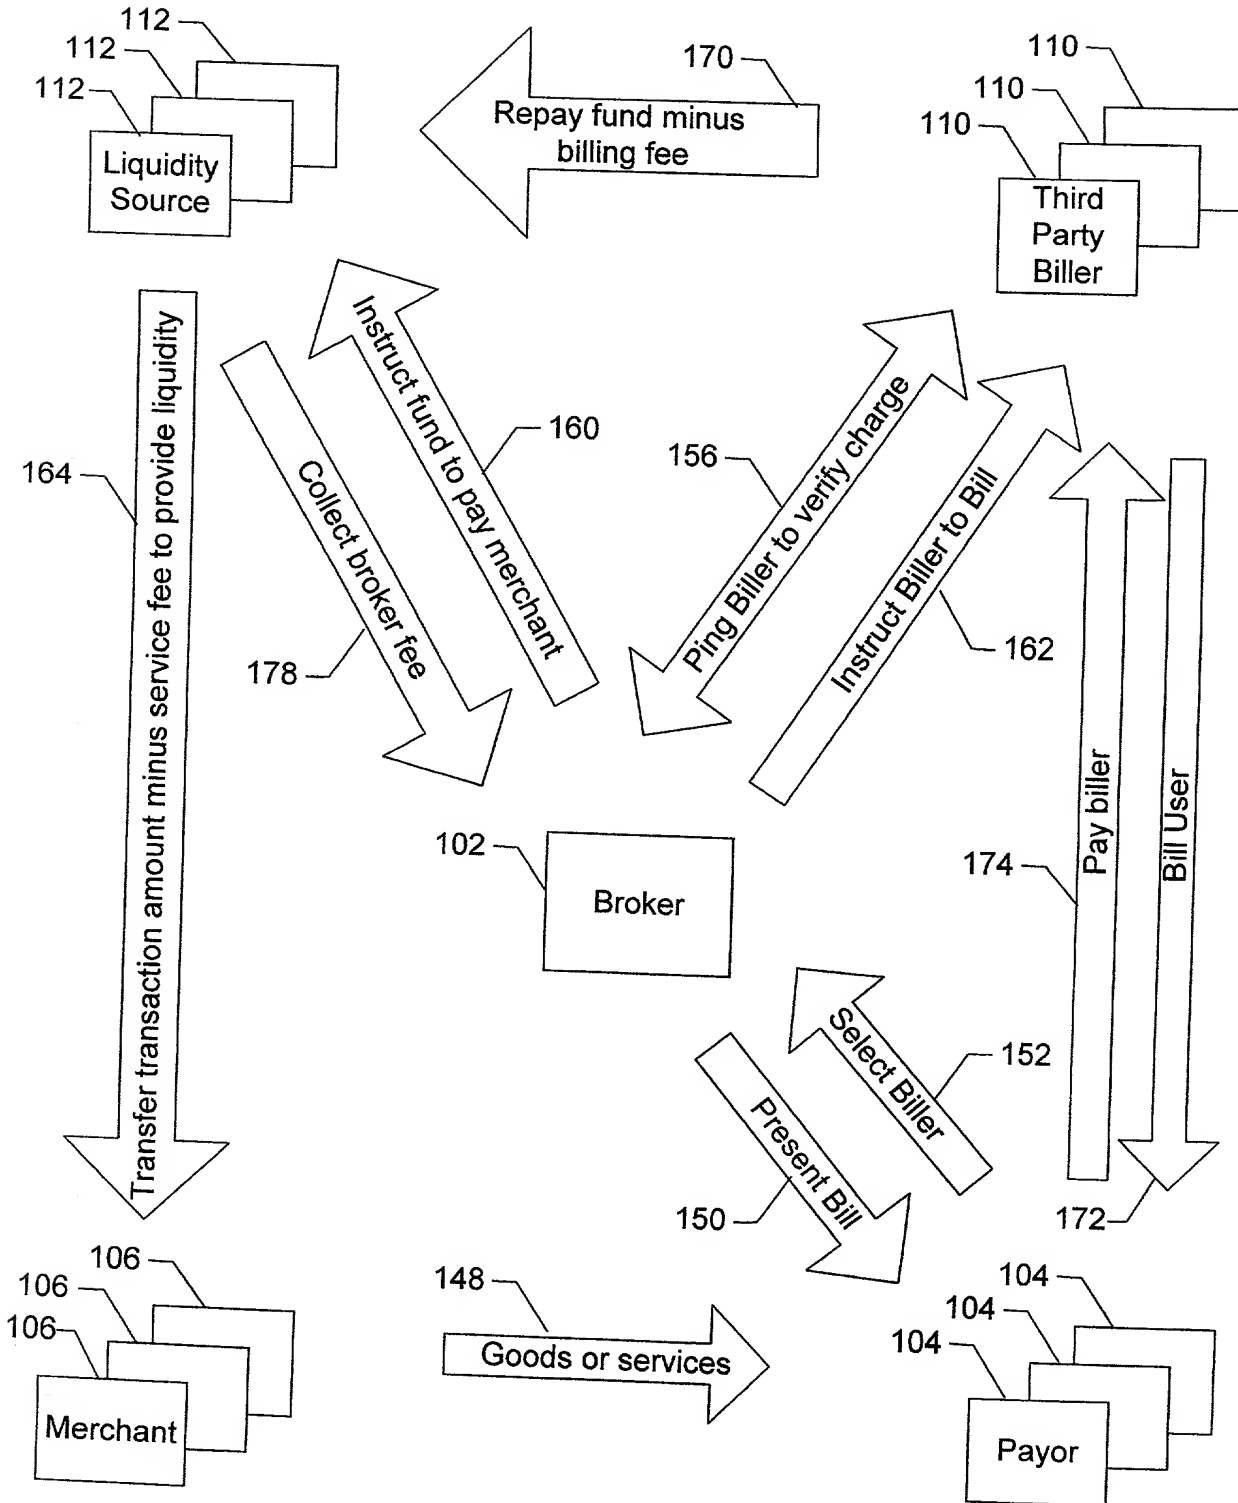 112
112
112
Liquidity
Source
170
Repay fund minus
billing fee
110
110
110
Third
Party
Biller
164
Transfer transaction amount minus service fee to provide liquidity
Instruct fund to pay merchant
160
Collect broker fee
178
156
Ping Biller to verify charge
Instruct Biller to Bill
162
Pay biller
174
Bill User
172
102
Broker
Select Biller
152
Present Bill
150
106
106
106
Merchant
148
Goods or services
104
104
104
Payor